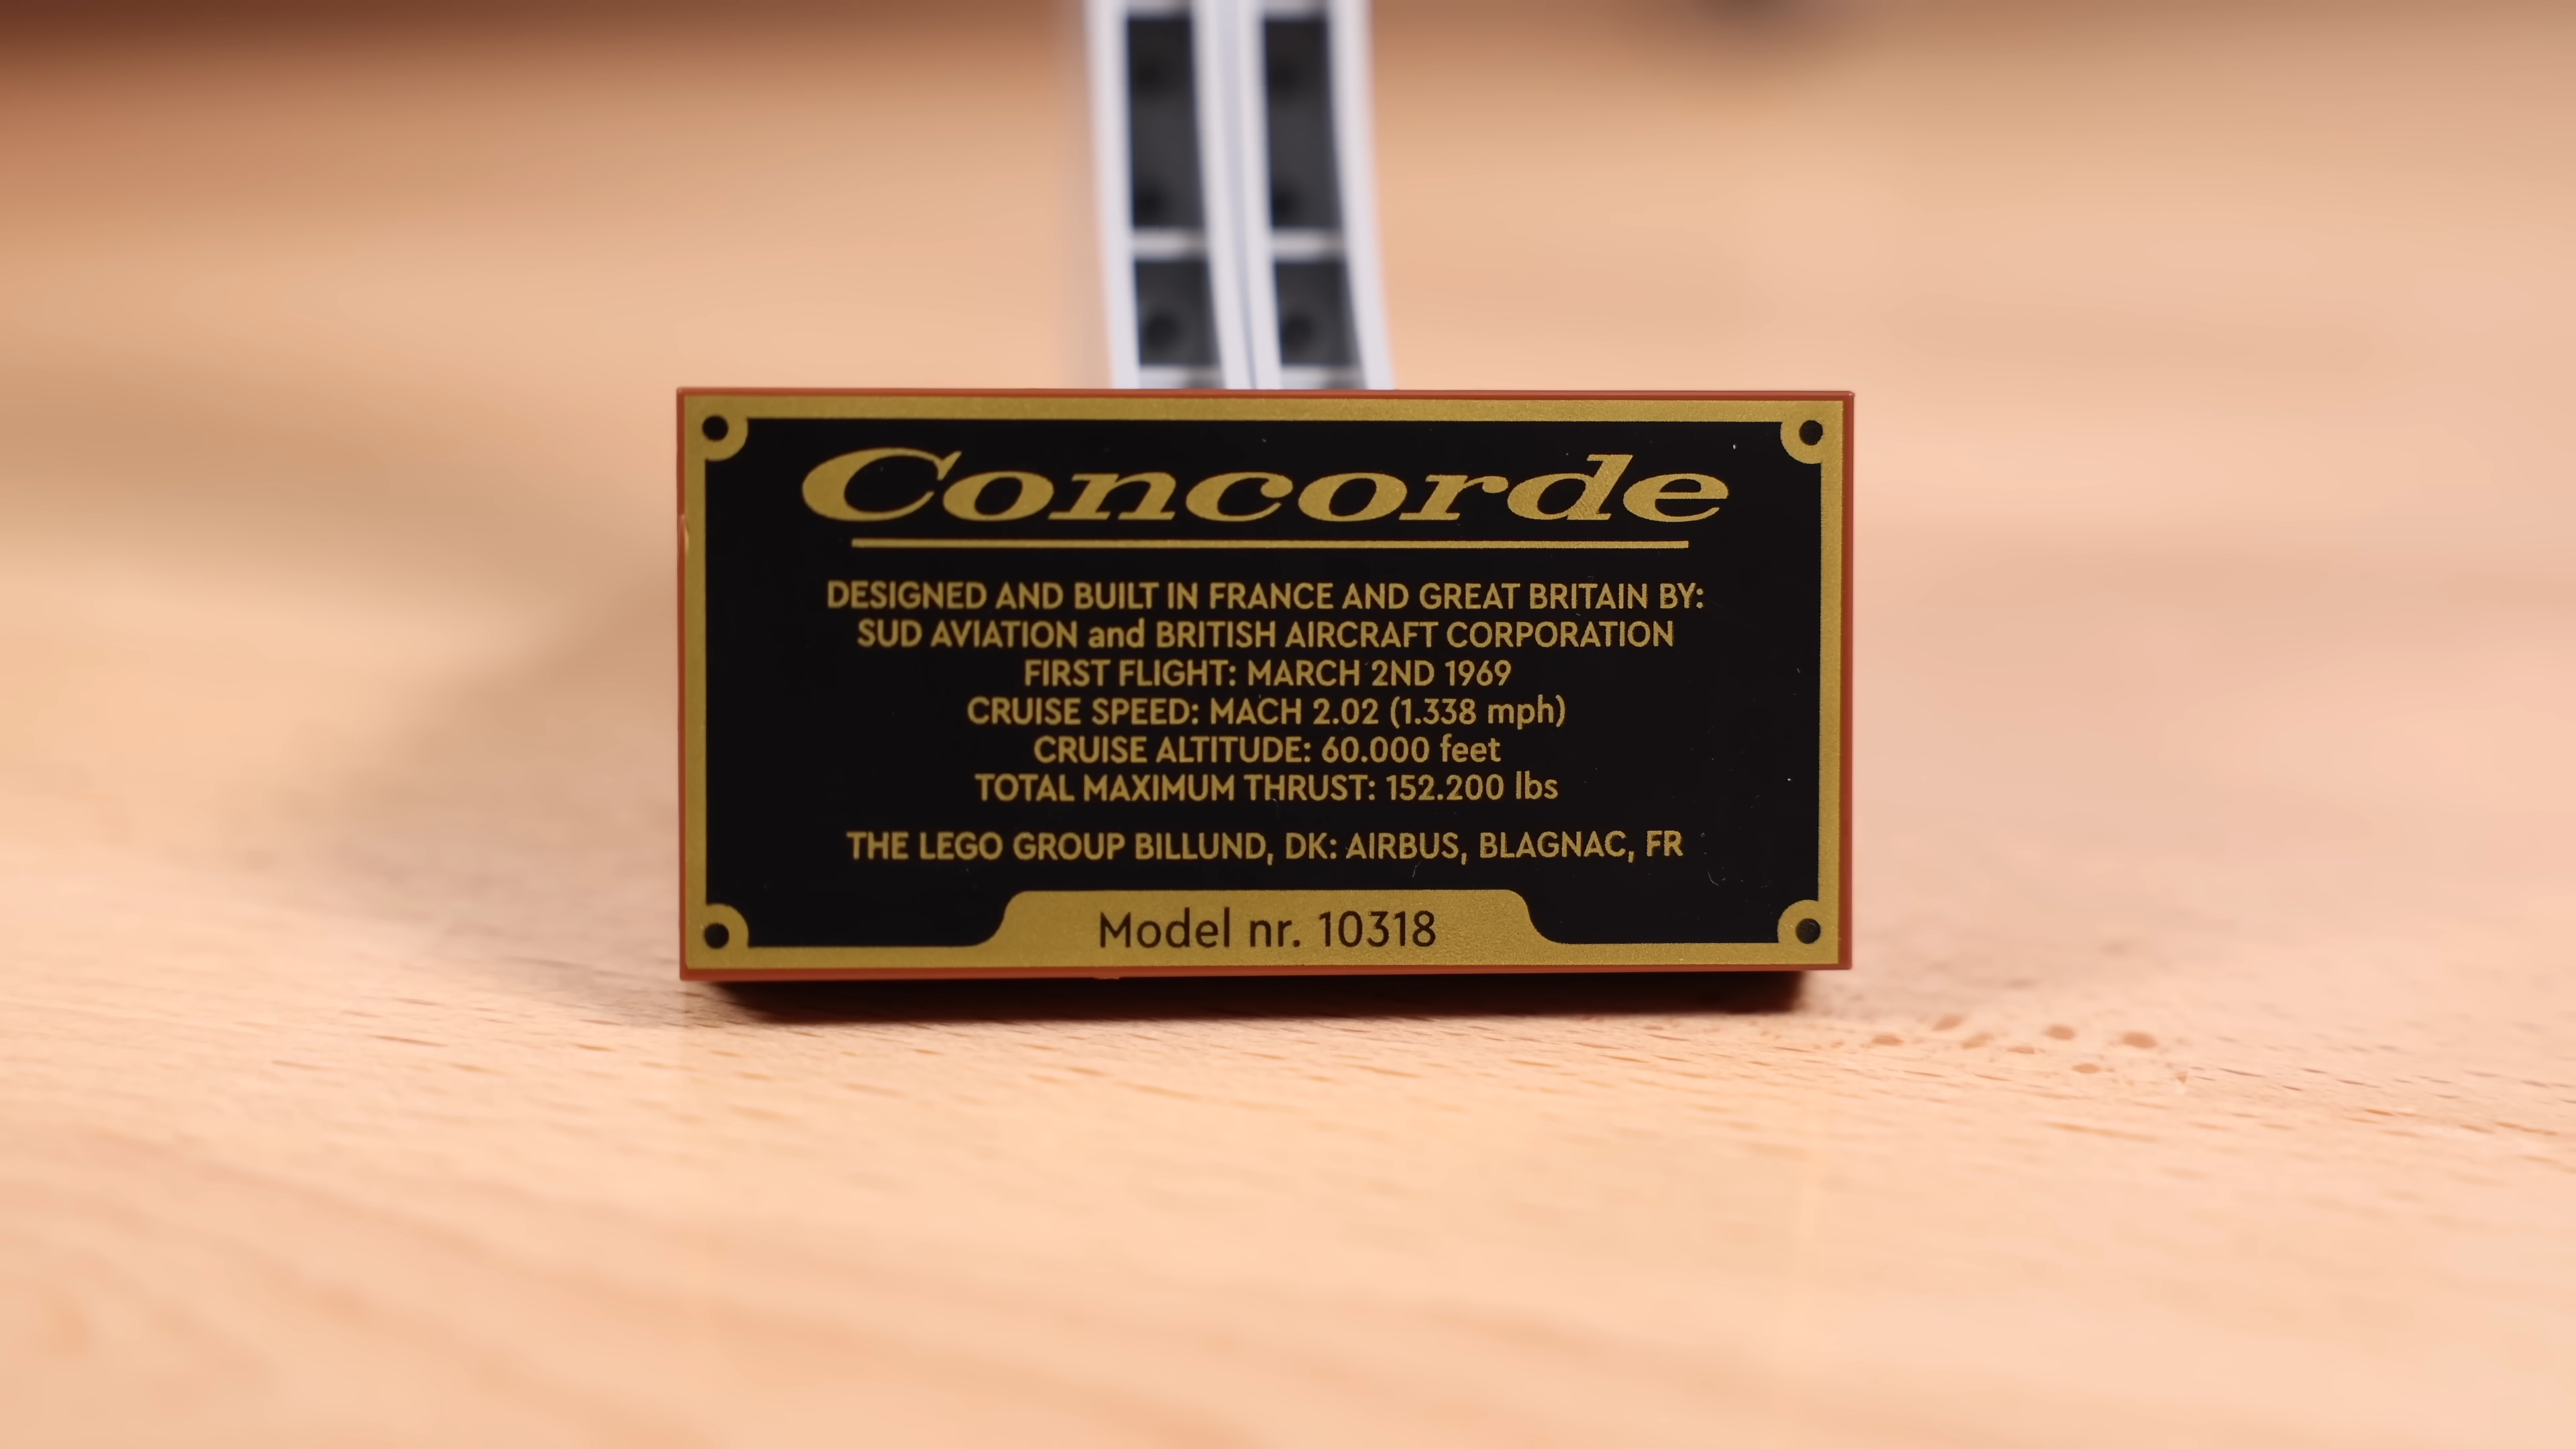 Concorde
DESIGNED AND BUILT IN FRANCE AND GREAT BRITAIN BY:
SUD AVIATION and BRITISH AIRCRAFT CORPORATION
FIRST FLIGHT: MARCH 2ND 1969
CRUISE SPEED: MACH 2.02 (1.338 mph)
CRUISE ALTITUDE: 60.000 feet
TOTAL MAXIMUM THRUST: 152.200 lbs
THE LEGO GROUP BILLUND, DK: AIRBUS, BLAGNAC, FR
Model nr. 10318